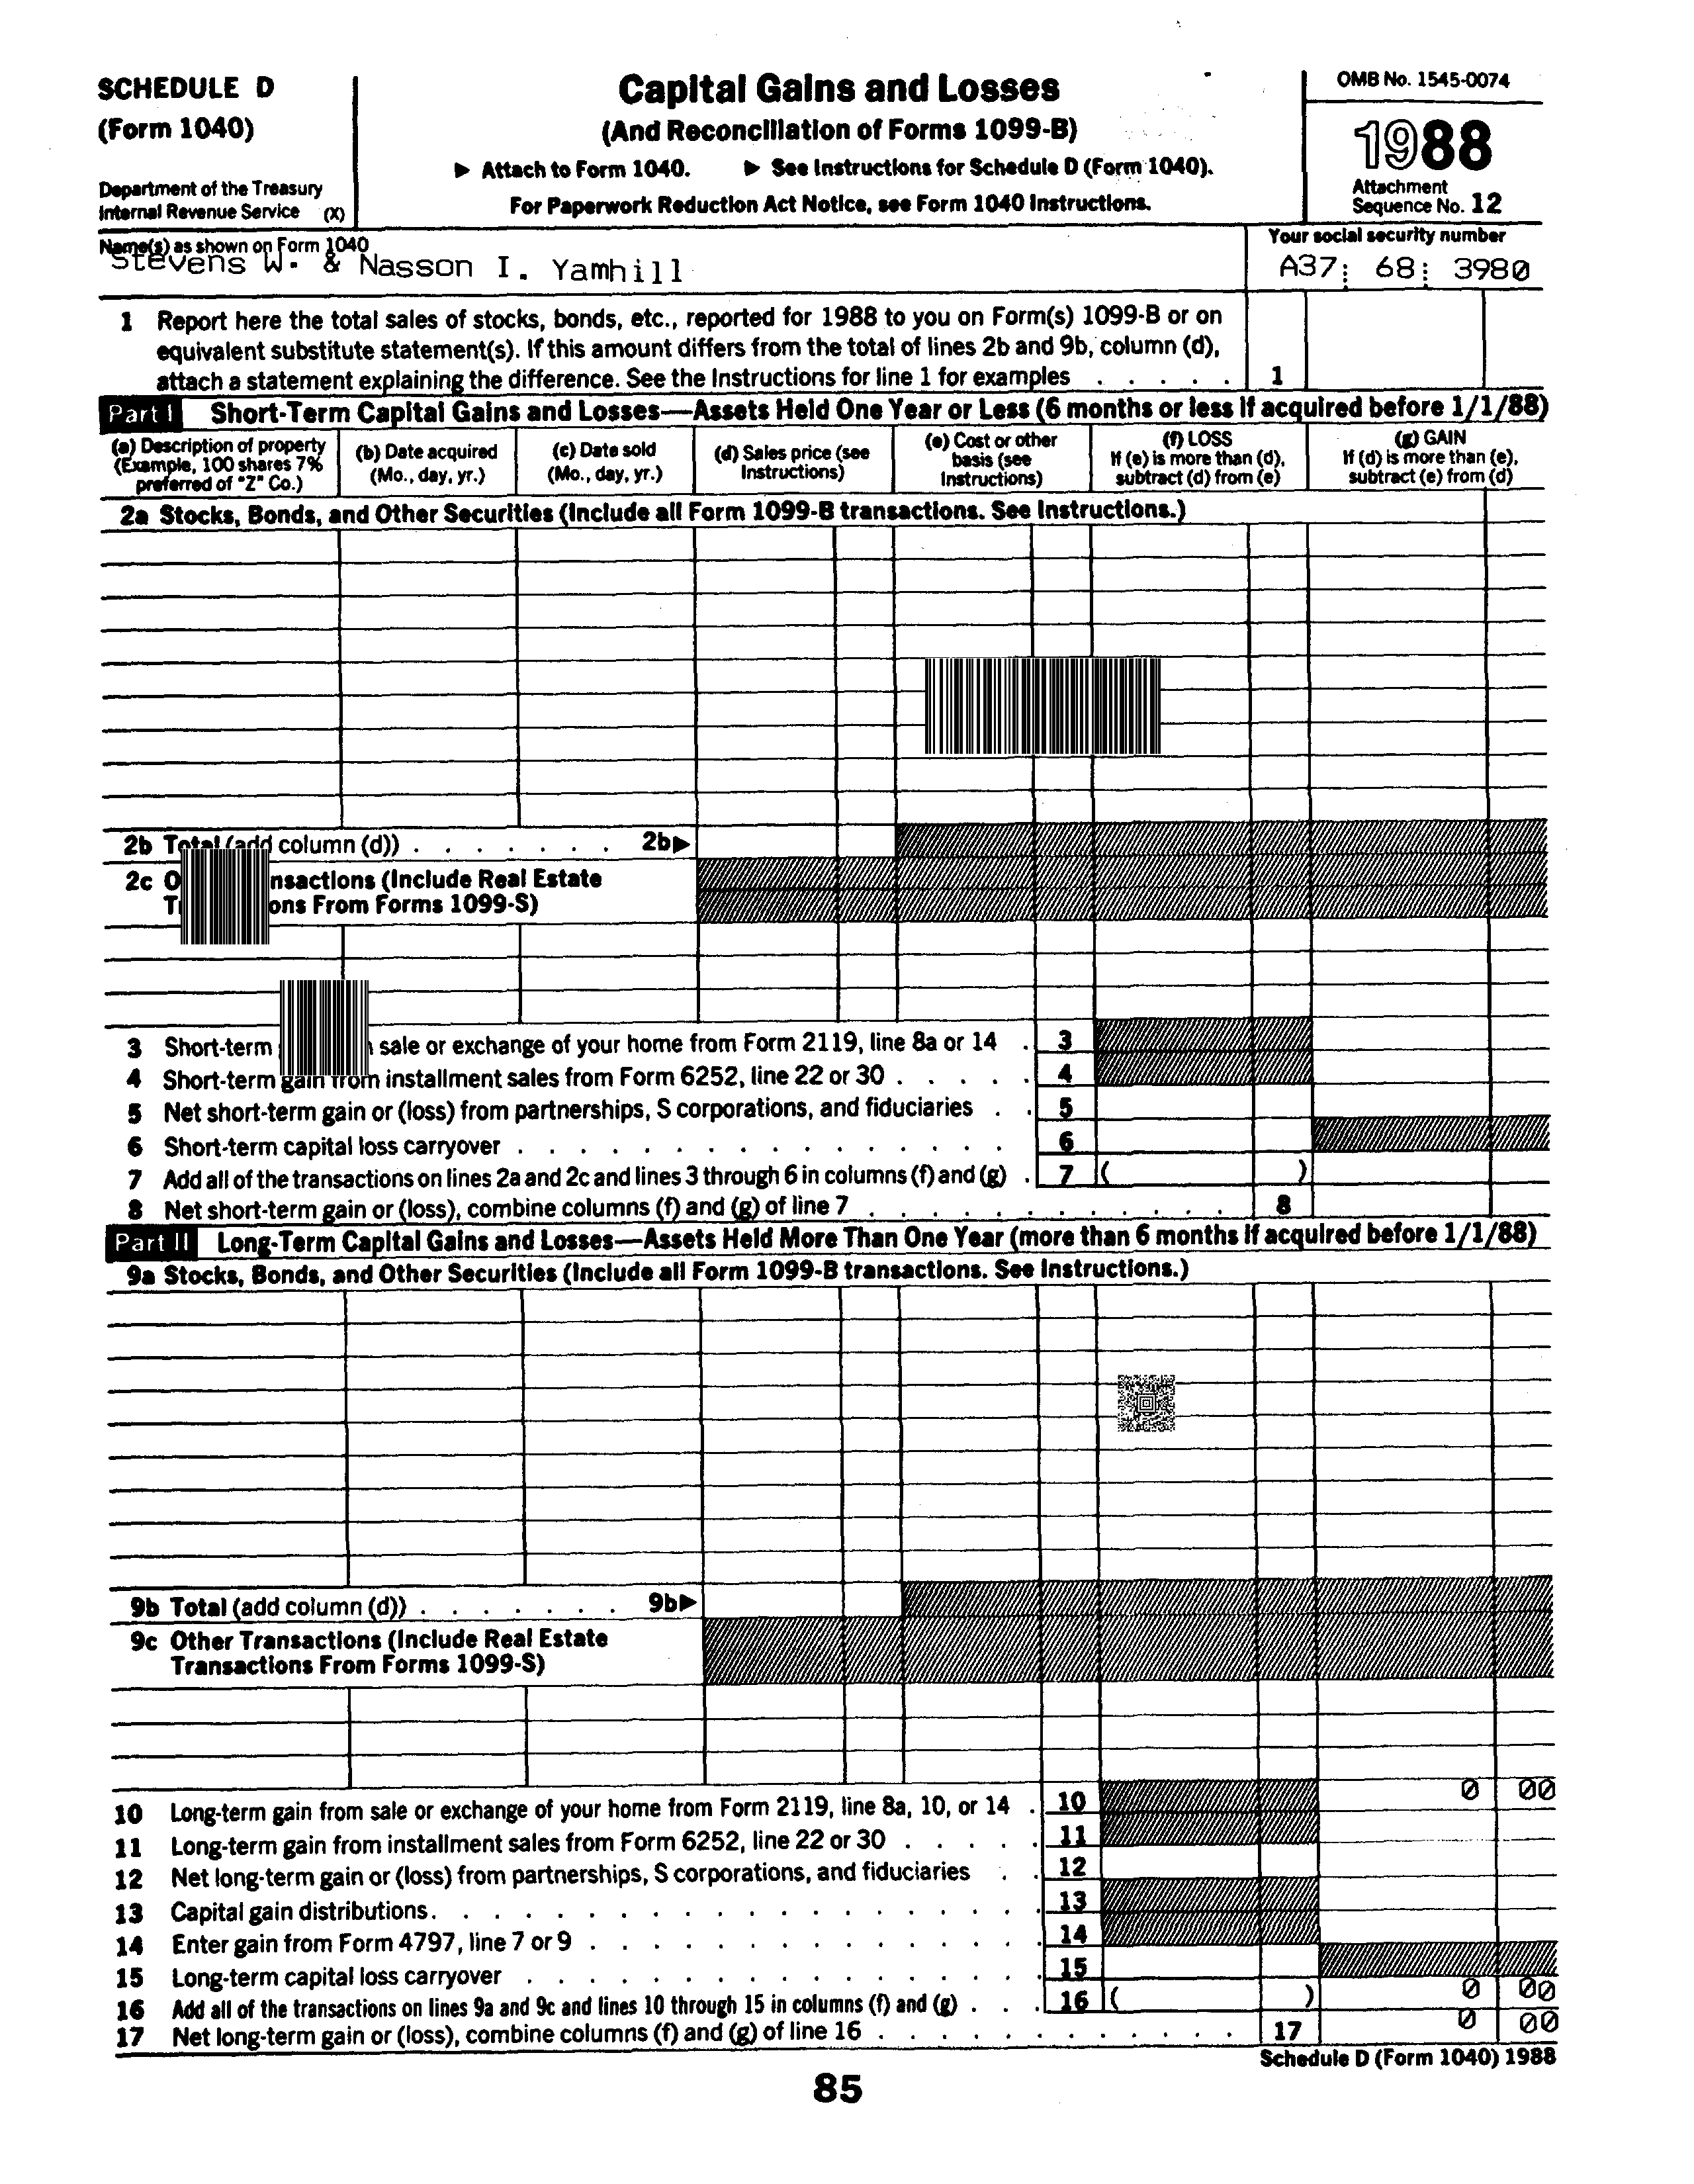 SCHEDULE D
(Form 1040)
Department of the Treasury
Internal Revenue Service (X)
Capital Gains and Losses
(And Reconciliation of Forms 1099-B)
▶ Attach to Form 1040. ▶ See Instructions for Schedule D (Form 1040).
For Paperwork Reduction Act Notice, see Form 1040 Instructions.
OMB No. 1545-0074
1988
Attachment
Sequence No. 12
Name(s) as shown on Form 1040
Stevens W. & Nasson I. Yamhill
Your social security number
A37: 68: 3980
1 Report here the total sales of stocks, bonds, etc., reported for 1988 to you on Form(s) 1099-B or on
equivalent substitute statement(s). If this amount differs from the total of lines 2b and 9b, column (d),
attach a statement explaining the difference. See the Instructions for line 1 for examples . . . . . 1
Part I Short-Term Capital Gains and Losses—Assets Held One Year or Less (6 months or less if acquired before 1/1/88)
(a) Description of property
(Example, 100 shares 7%
preferred of "Z" Co.)
(b) Date acquired
(Mo., day, yr.)
(c) Date sold
(Mo., day, yr.)
(d) Sales price (see
Instructions)
(e) Cost or other
basis (see
Instructions)
(f) LOSS
If (e) is more than (d),
subtract (d) from (e)
(g) GAIN
If (d) is more than (e),
subtract (e) from (d)
2a Stocks, Bonds, and Other Securities (Include all Form 1099-B transactions. See Instructions.)
2b Total (add column (d)) . . . . . . . 2b▶
2c nsactions (Include Real Estate
ons From Forms 1099-S)
3 Short-term sale or exchange of your home from Form 2119, line 8a or 14 . 3
4 Short-term gain from installment sales from Form 6252, line 22 or 30 . . . . . 4
5 Net short-term gain or (loss) from partnerships, S corporations, and fiduciaries . . 5
6 Short-term capital loss carryover . . . . . . . . . . . . . . . 6
7 Add all of the transactions on lines 2a and 2c and lines 3 through 6 in columns (f) and (g) . 7 ( )
8 Net short-term gain or (loss), combine columns (f) and (g) of line 7 . . . . . . . . . . . . 8
Part II Long-Term Capital Gains and Losses—Assets Held More Than One Year (more than 6 months if acquired before 1/1/88)
9a Stocks, Bonds, and Other Securities (Include all Form 1099-B transactions. See Instructions.)
9b Total (add column (d)) . . . . . . . 9b▶
9c Other Transactions (Include Real Estate
Transactions From Forms 1099-S)
10 Long-term gain from sale or exchange of your home from Form 2119, line 8a, 10, or 14 . 10 0 00
11 Long-term gain from installment sales from Form 6252, line 22 or 30 . . . . . 11
12 Net long-term gain or (loss) from partnerships, S corporations, and fiduciaries . . 12
13 Capital gain distributions. . . . . . . . . . . . . . . . . . 13
14 Enter gain from Form 4797, line 7 or 9 . . . . . . . . . . . . . 14
15 Long-term capital loss carryover . . . . . . . . . . . . . . . 15
16 Add all of the transactions on lines 9a and 9c and lines 10 through 15 in columns (f) and (g) . . . 16 ( ) 0 00
17 Net long-term gain or (loss), combine columns (f) and (g) of line 16 . . . . . . . . . . . . 17 0 00
Schedule D (Form 1040) 1988
85